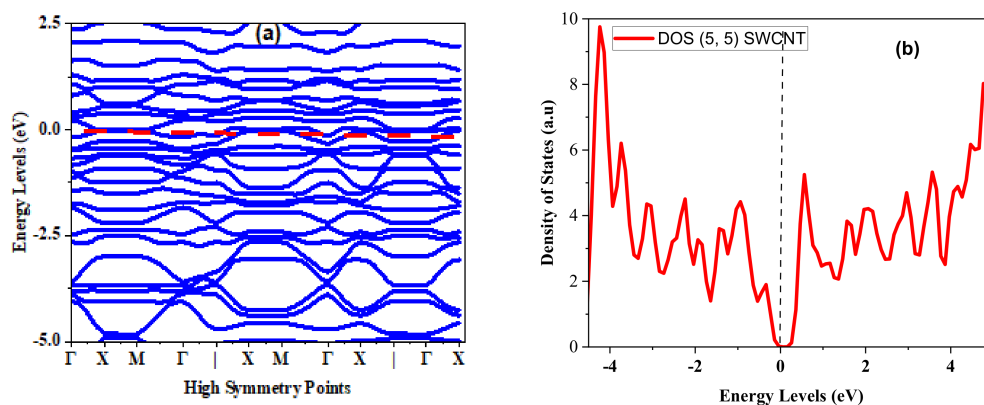 (a)
2.5
0.0
-2.5
-5.0
Energy Levels (eV)
Γ X M Γ | X M Γ X | Γ X
High Symmetry Points
DOS (5, 5) SWCNT
(b)
10
8
6
4
2
0
Density of States (a.u)
-4 -2 0 2 4
Energy Levels (eV)